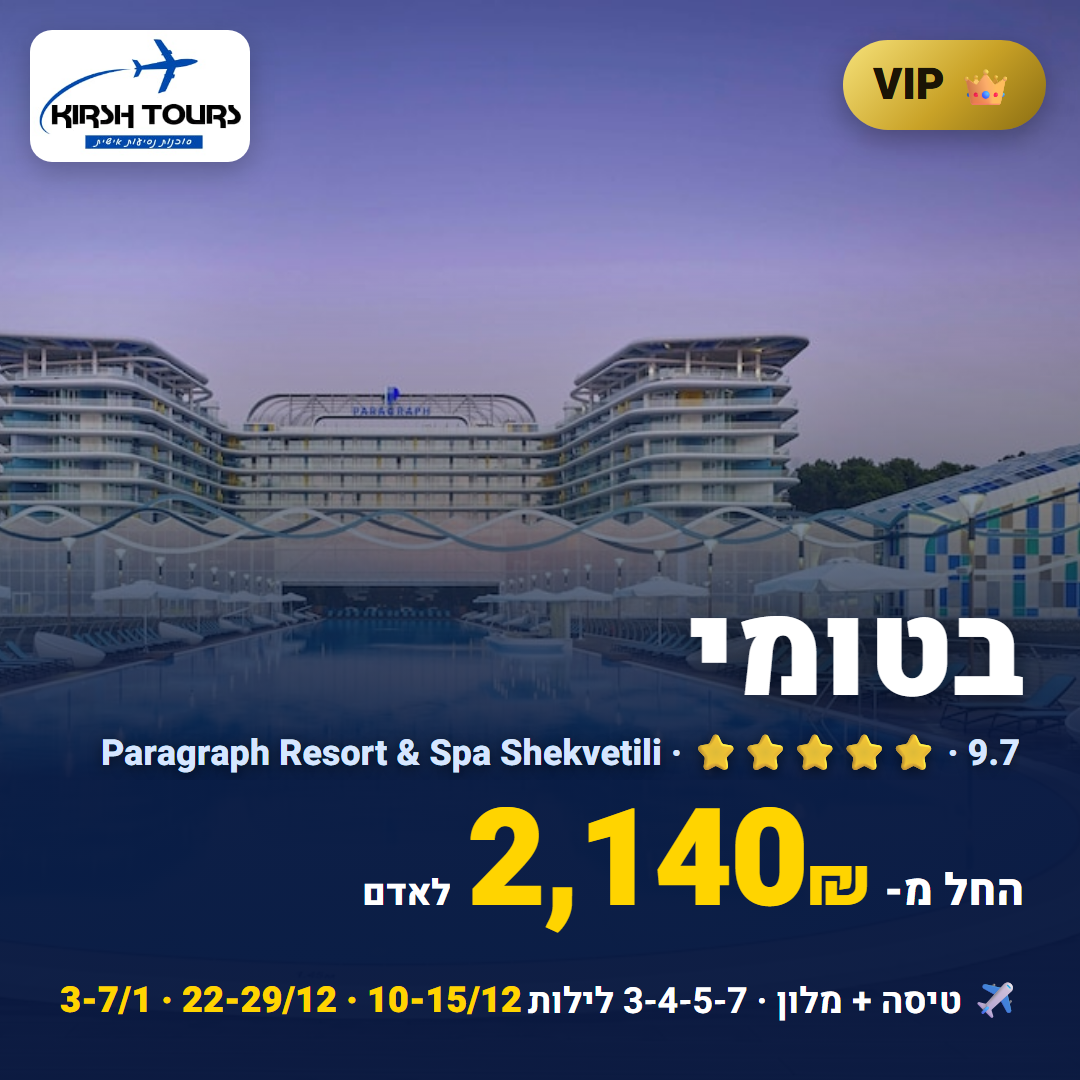 KIRSH TOURS
סוכנות נסיעות אישית
VIP 👑
PARAGRAPH
בטומי
Paragraph Resort & Spa Shekvetili · ⭐⭐⭐⭐⭐ · 9.7
החל מ- ₪2,140 לאדם
✈️ טיסה + מלון · 3-4-5-7 לילות 10-15/12 · 22-29/12 · 3-7/1